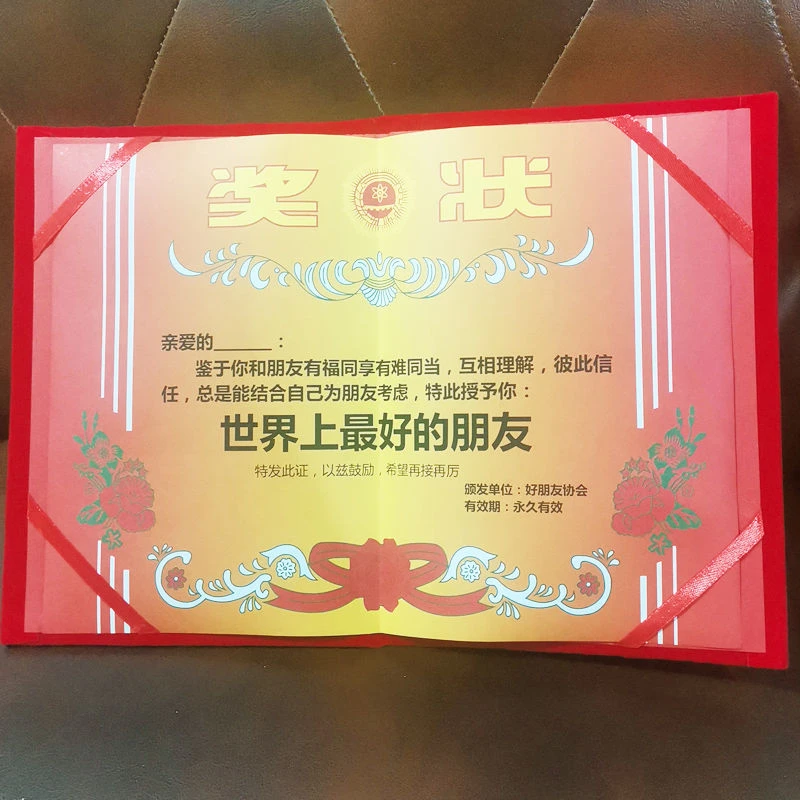 奖 状
亲爱的______：
鉴于你和朋友有福同享有难同当，互相理解，彼此信
任，总是能结合自己为朋友考虑，特此授予你：
世界上最好的朋友
特发此证，以兹鼓励，希望再接再厉
颁发单位：好朋友协会
有效期：永久有效